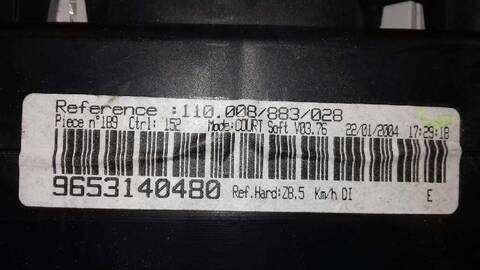 Reference :110.008/883/028
Piece n°189 Ctrl: 152 Mode:COURT Soft V03.76 22/01/2004 17:29:18
9653140480 Ref.Hard:Z8.5 Km/h DI E